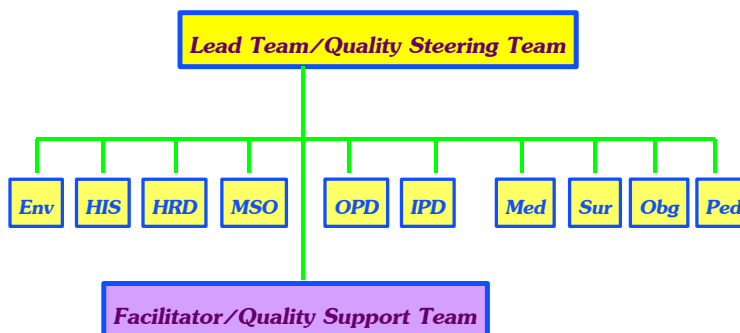 Lead Team/Quality Steering Team
Env HIS HRD MSO OPD IPD Med Sur Obg Ped
Facilitator/Quality Support Team